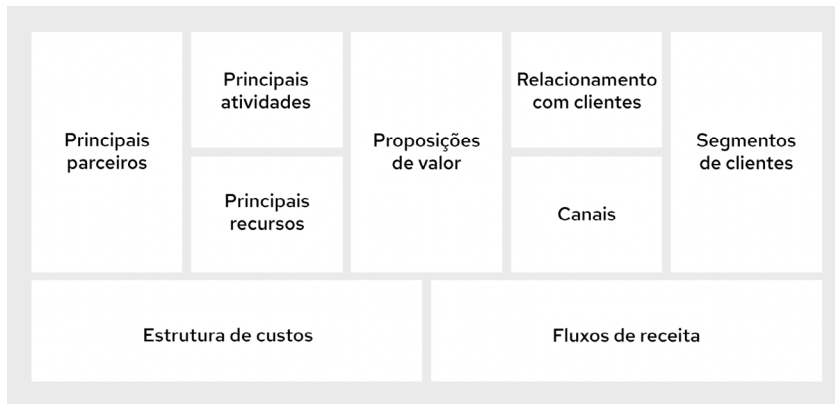 Principais
parceiros
Principais
atividades
Principais
recursos
Proposições
de valor
Relacionamento
com clientes
Canais
Segmentos
de clientes
Estrutura de custos
Fluxos de receita